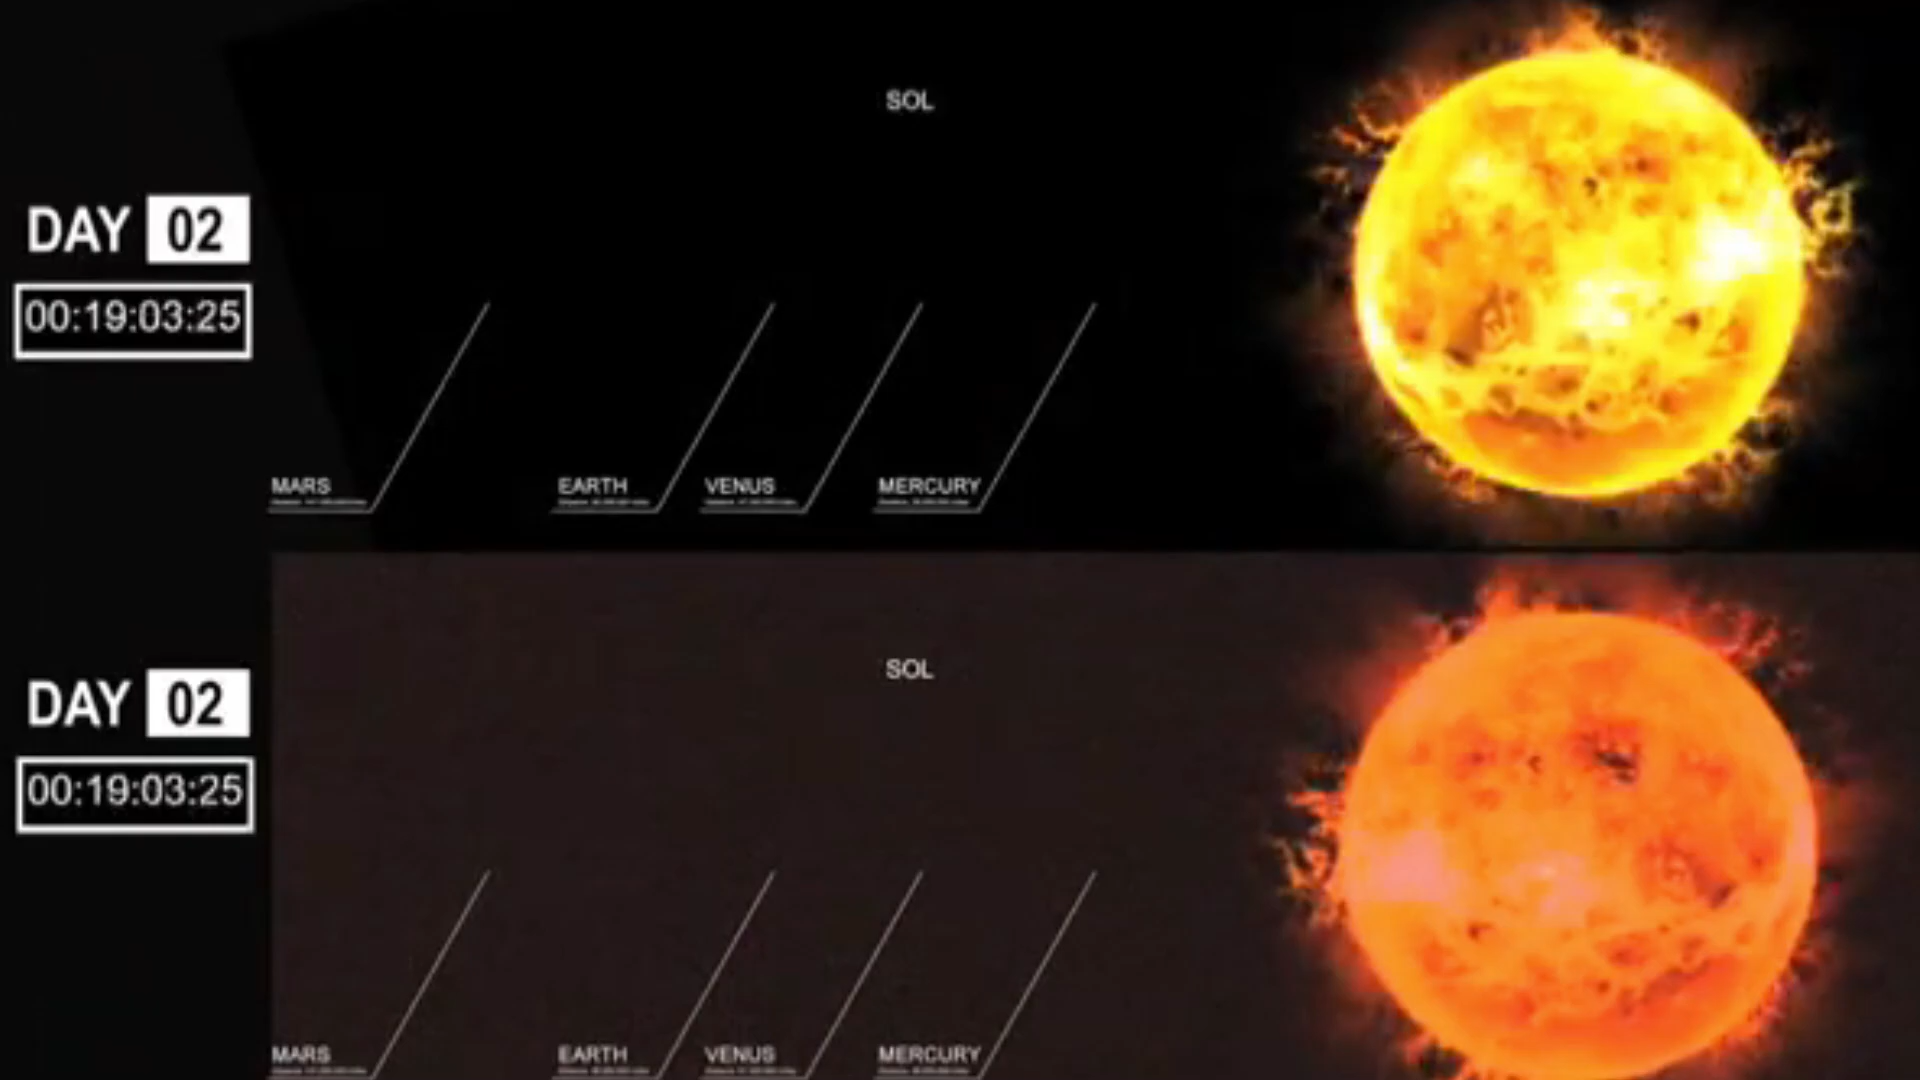 SOL
DAY 02
00:19:03:25
MARS
EARTH
VENUS
MERCURY
SOL
DAY 02
00:19:03:25
MARS
EARTH
VENUS
MERCURY